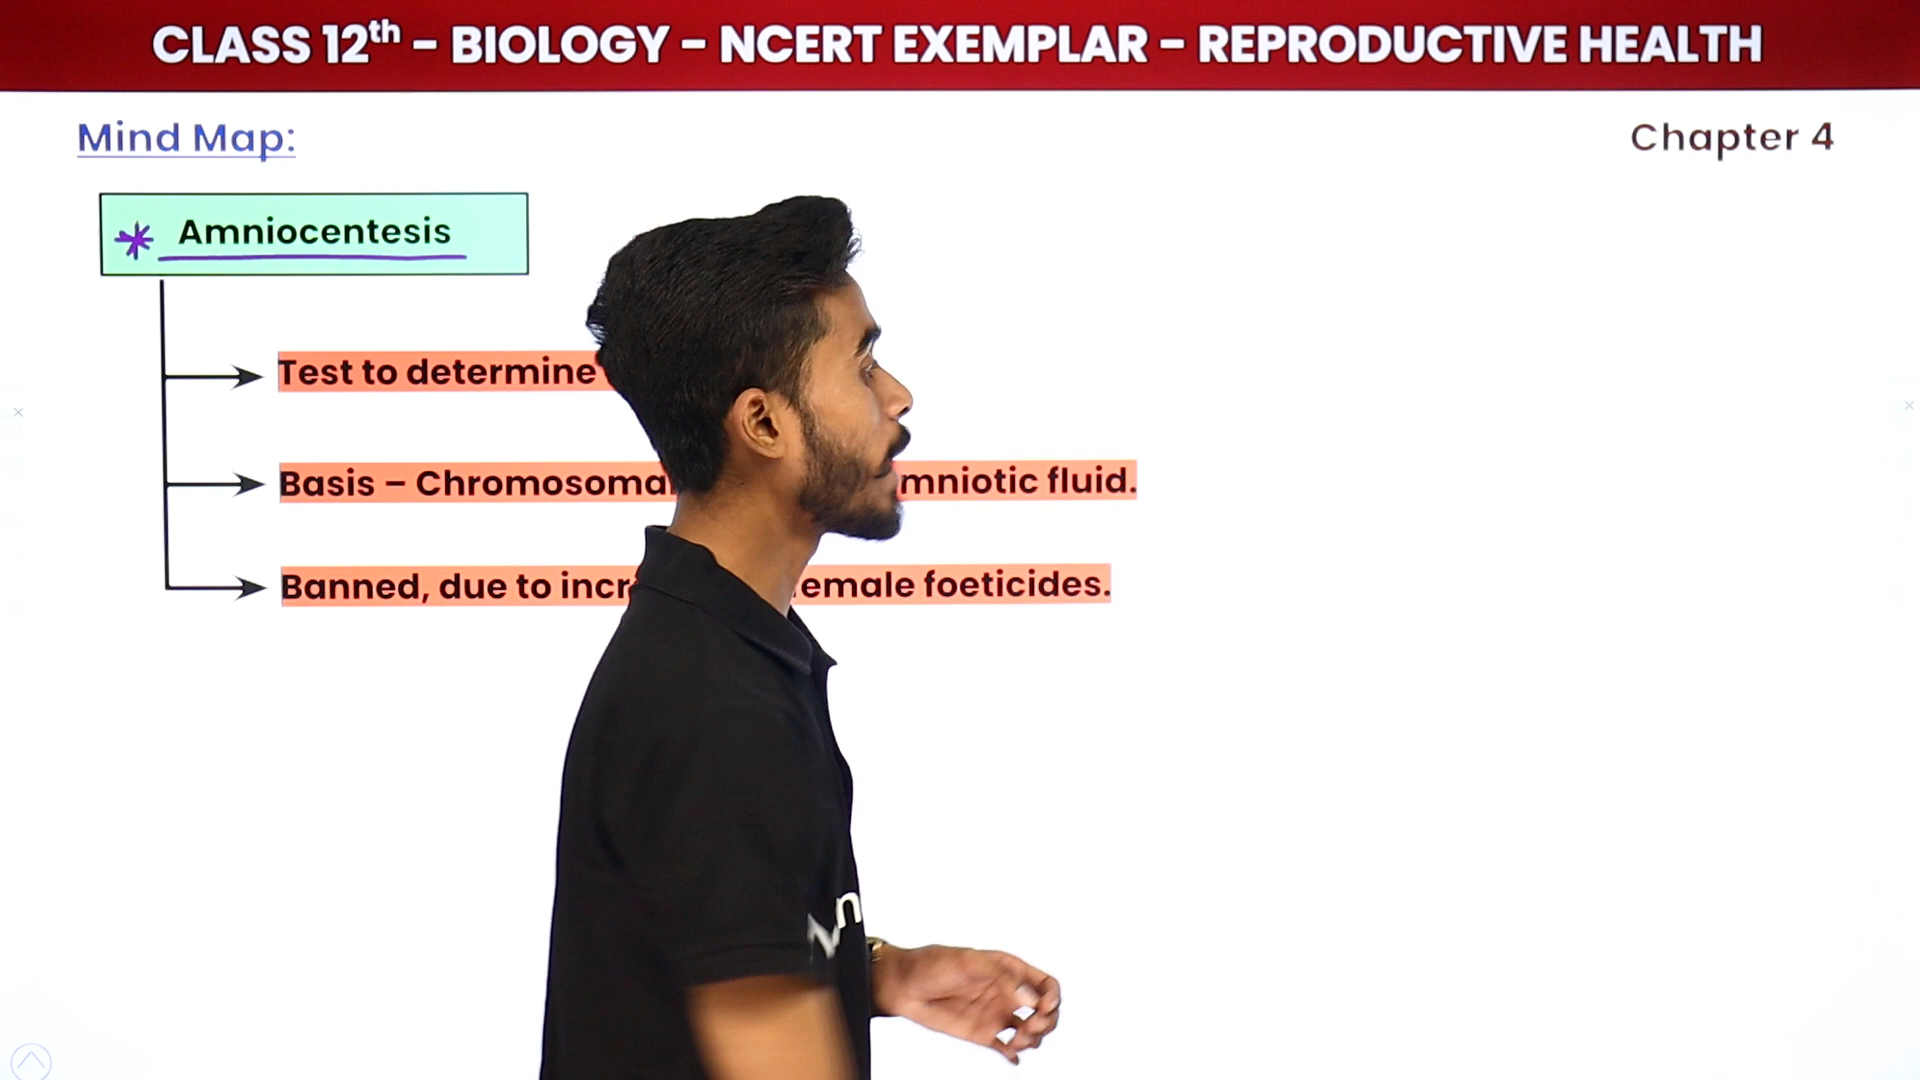 CLASS 12th – BIOLOGY – NCERT EXEMPLAR – REPRODUCTIVE HEALTH
Mind Map:
Chapter 4
Amniocentesis
Test to determine
Basis – Chromosomal mniotic fluid.
Banned, due to incr emale foeticides.